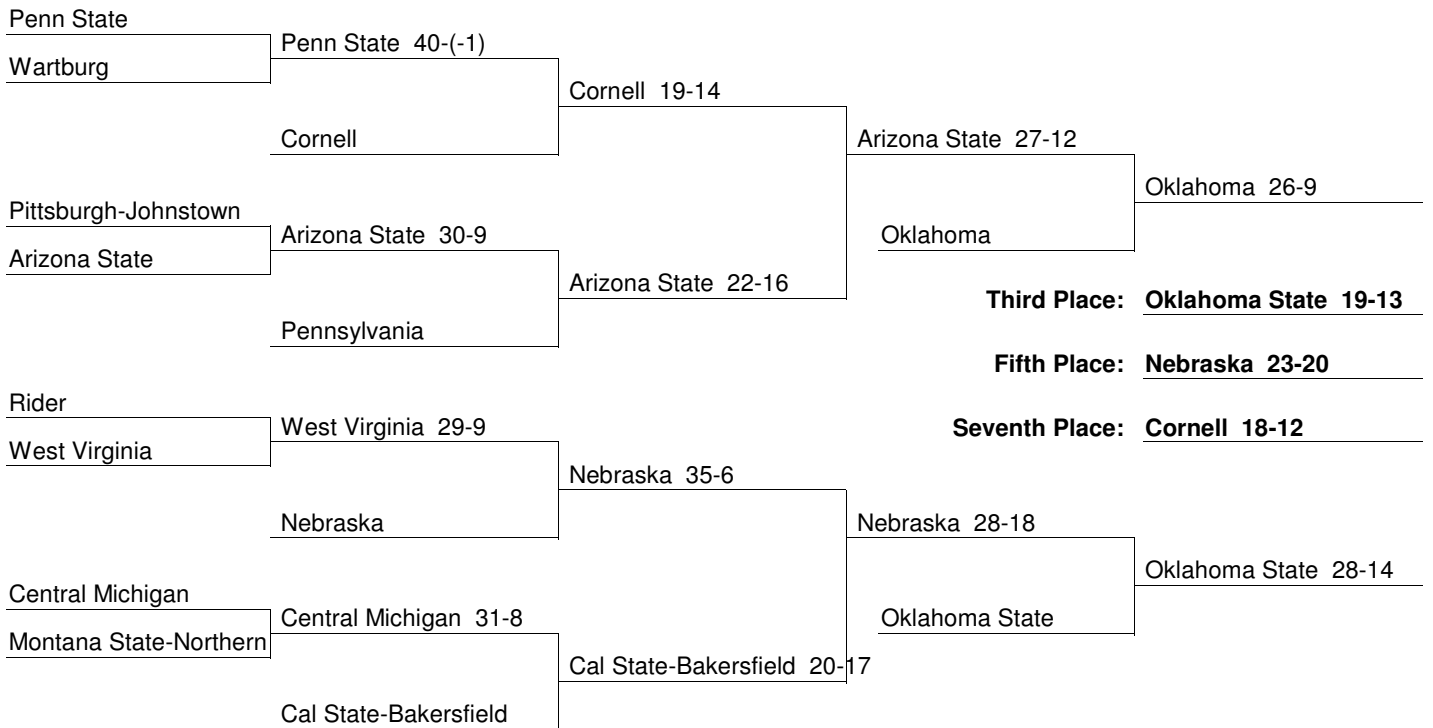 Penn State
Penn State 40-(-1)
Wartburg
Cornell 19-14
Cornell
Arizona State 27-12
Oklahoma 26-9
Pittsburgh-Johnstown
Arizona State 30-9
Oklahoma
Arizona State
Arizona State 22-16
Third Place: Oklahoma State 19-13
Pennsylvania
Fifth Place: Nebraska 23-20
Rider
West Virginia 29-9
Seventh Place: Cornell 18-12
West Virginia
Nebraska 35-6
Nebraska
Nebraska 28-18
Oklahoma State 28-14
Central Michigan
Central Michigan 31-8
Oklahoma State
Montana State-Northern
Cal State-Bakersfield 20-17
Cal State-Bakersfield